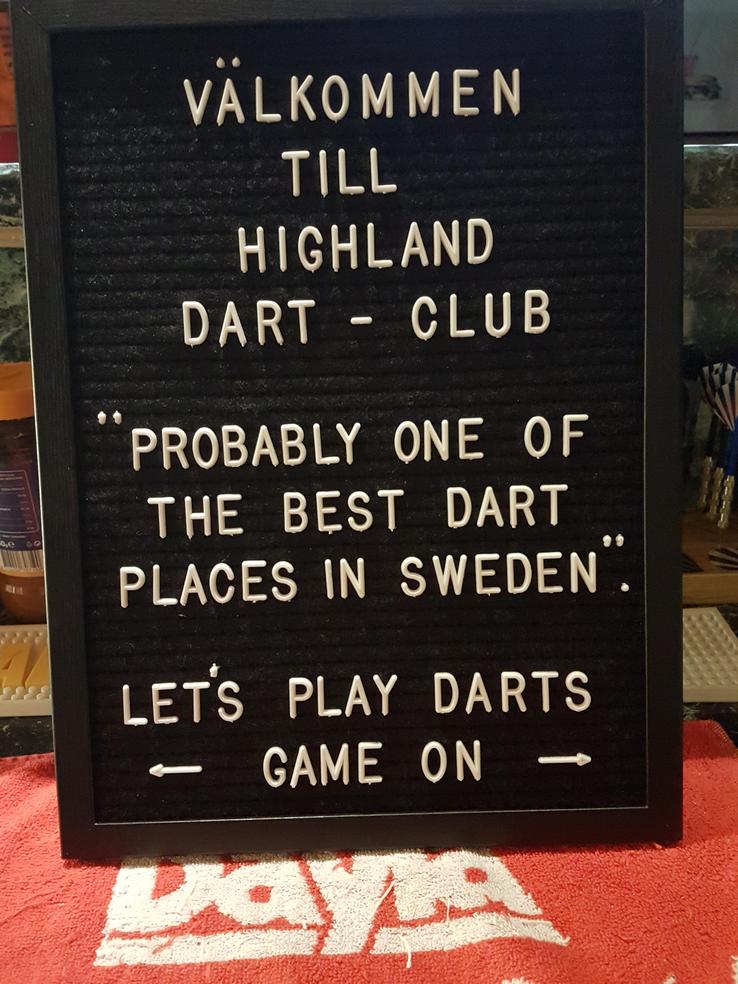 VÄLKOMMEN
TILL
HIGHLAND
DART - CLUB
"PROBABLY ONE OF
THE BEST DART
PLACES IN SWEDEN".
LET'S PLAY DARTS
← GAME ON →
Dayla